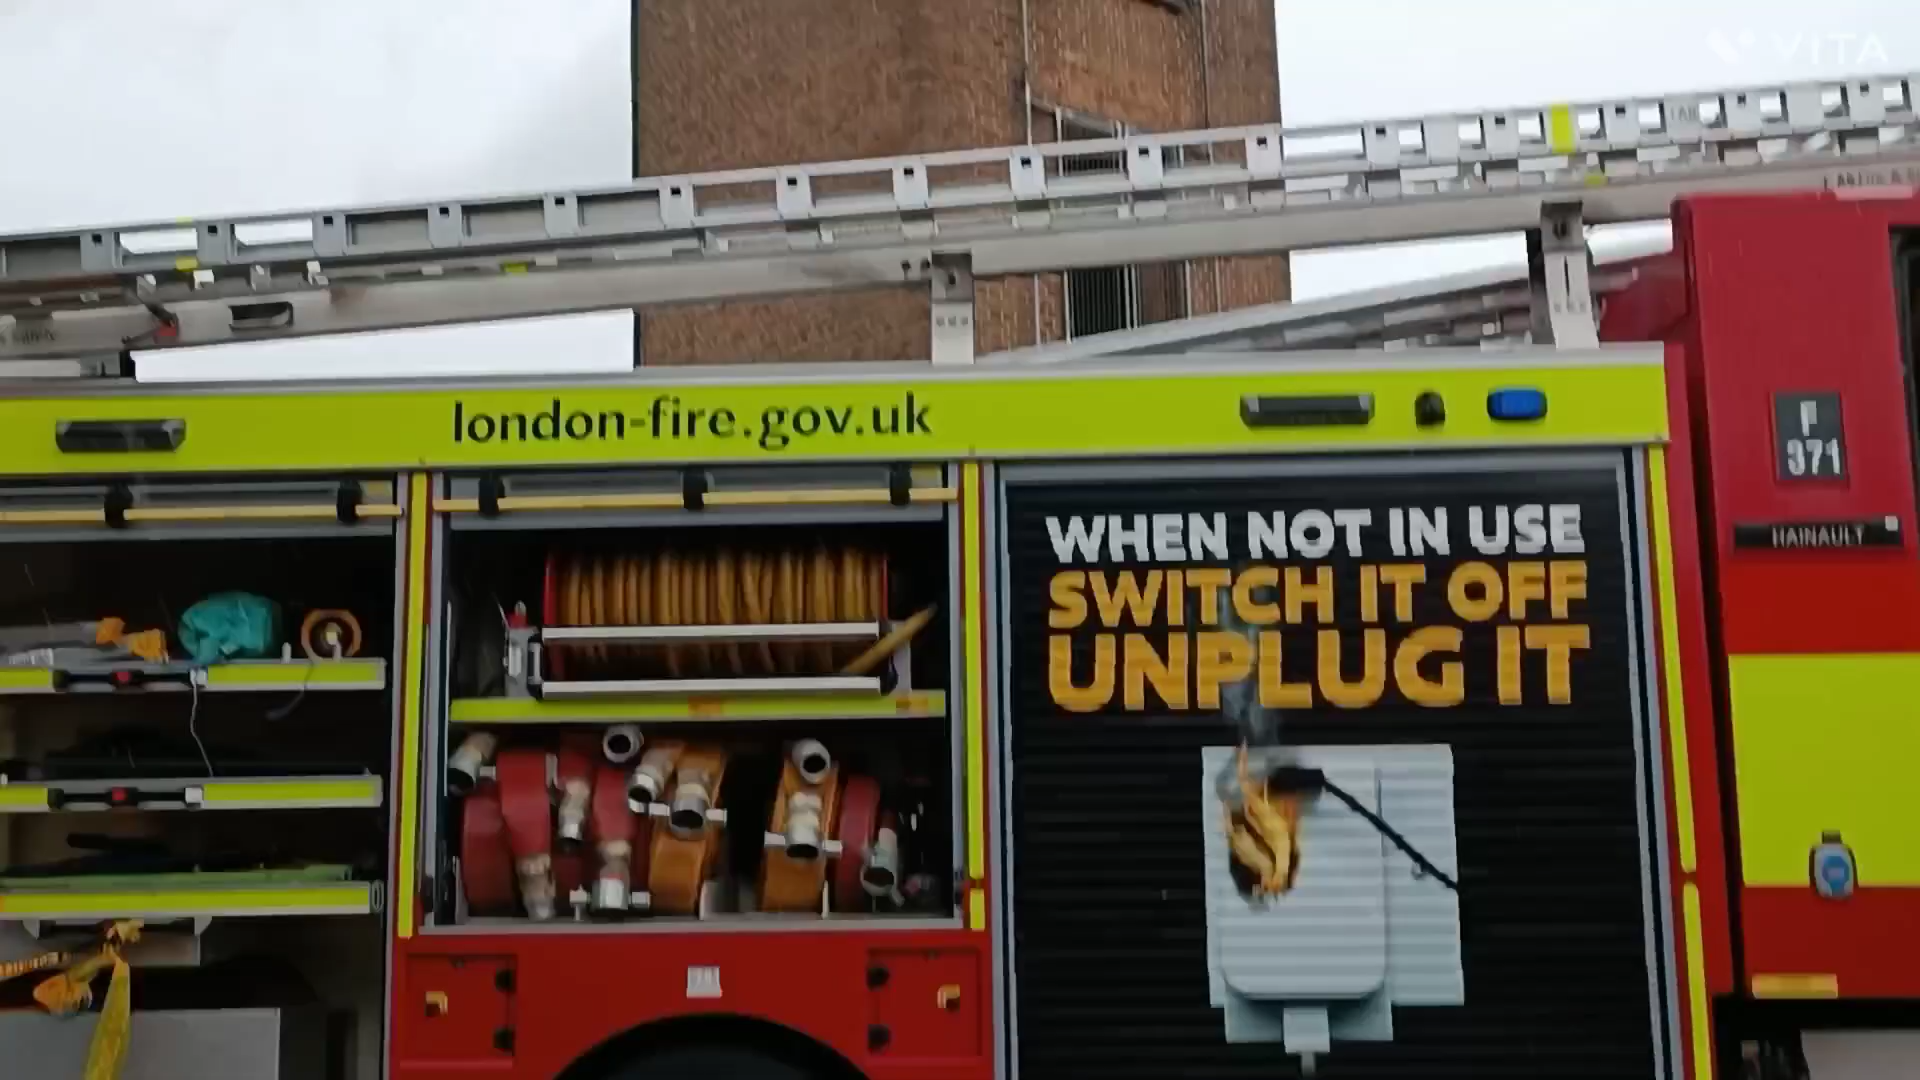 VITA
london-fire.gov.uk
F
371
HAINAULT
WHEN NOT IN USE
SWITCH IT OFF
UNPLUG IT